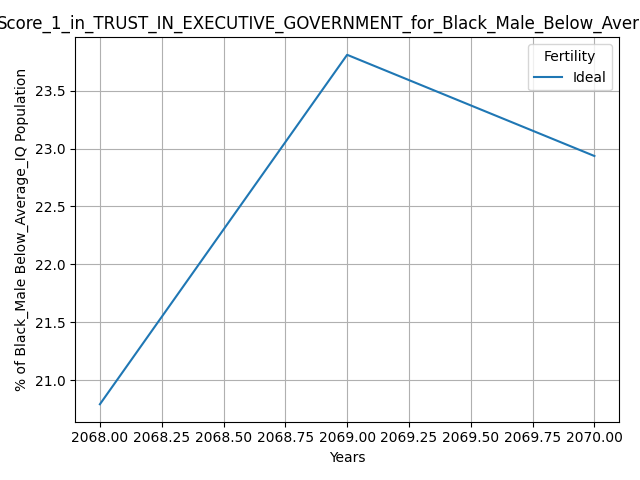 Score_1_in_TRUST_IN_EXECUTIVE_GOVERNMENT_for_Black_Male_Below_Aver
Fertility
Ideal
% of Black_Male Below_Average_IQ Population
23.5
23.0
22.5
22.0
21.5
21.0
2068.00 2068.25 2068.50 2068.75 2069.00 2069.25 2069.50 2069.75 2070.00
Years